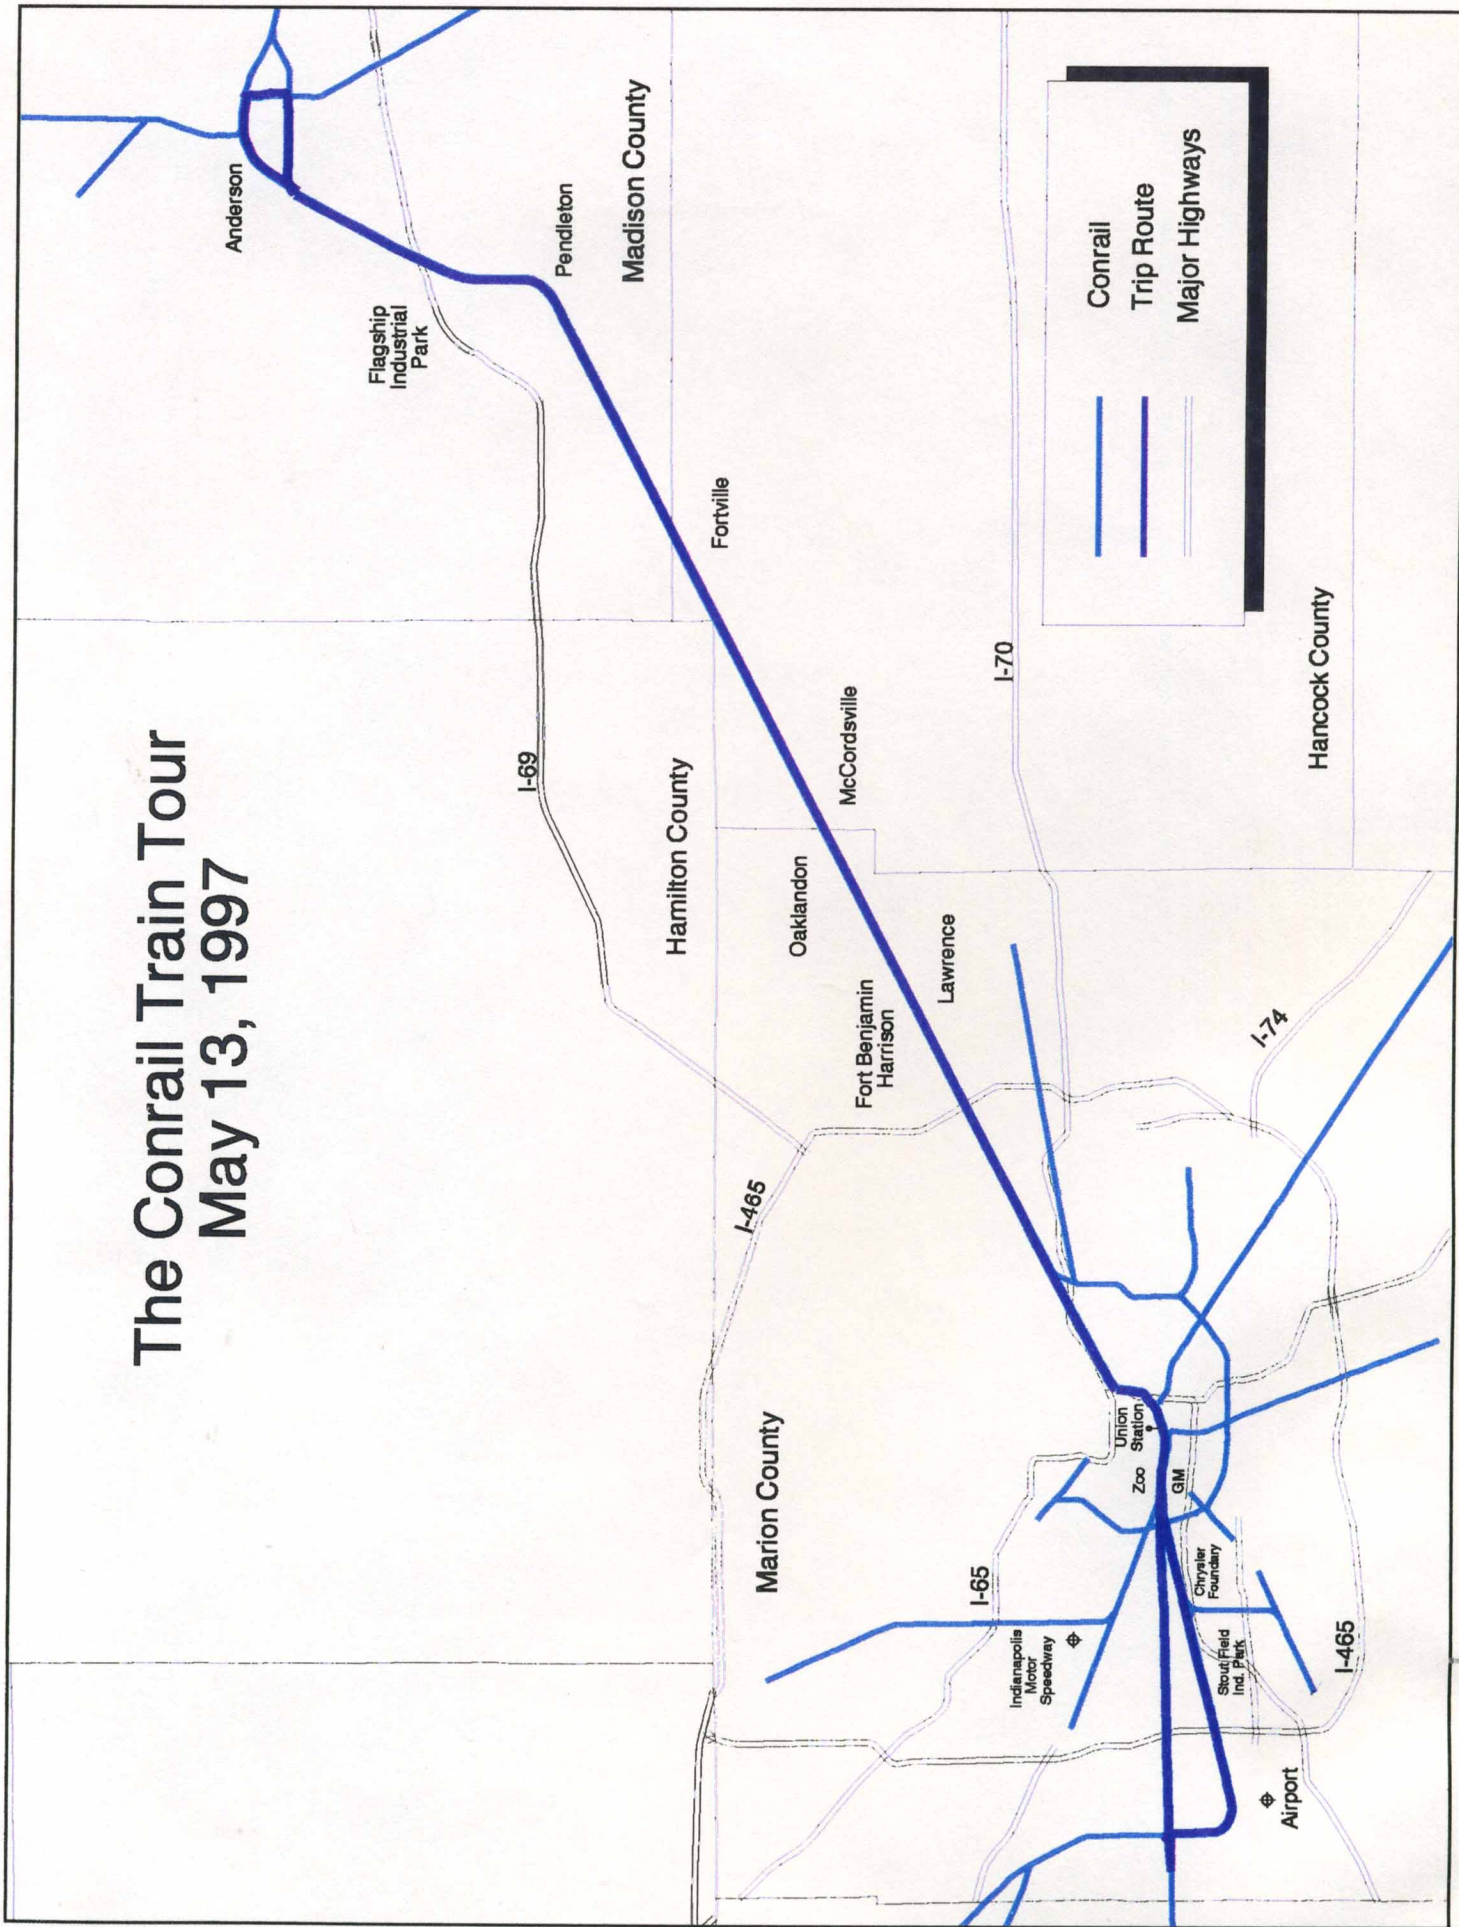 The Conrail Train Tour
May 13, 1997
Anderson
Flagship
Industrial
Park
Pendleton
Madison County
I-69
Fortville
Hamilton County
McCordsville
Oaklandon
Fort Benjamin
Harrison
Lawrence
I-70
Hancock County
I-465
I-74
Marion County
I-65
Indianapolis
Motor
Speedway
Union
Station
Zoo
GM
Chrysler
Foundary
Stout Field
Ind. Park
I-465
Airport
Conrail
Trip Route
Major Highways